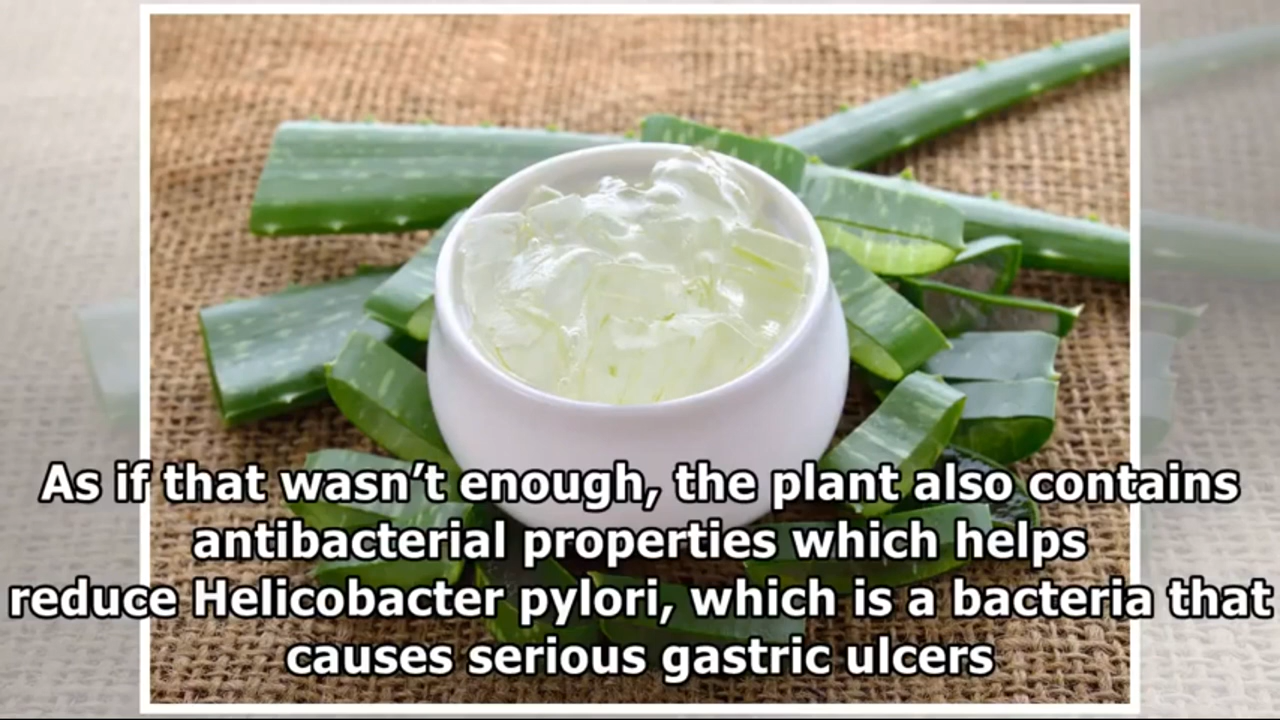 As if that wasn’t enough, the plant also contains
antibacterial properties which helps
reduce Helicobacter pylori, which is a bacteria that
causes serious gastric ulcers